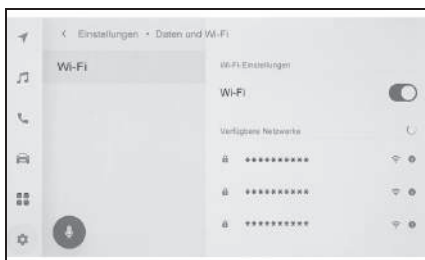 < Einstellungen • Daten und Wi-Fi
Wi-Fi
Wi-Fi-Einstellungen
Wi-Fi
Verfügbare Netzwerke
**********
**********
**********